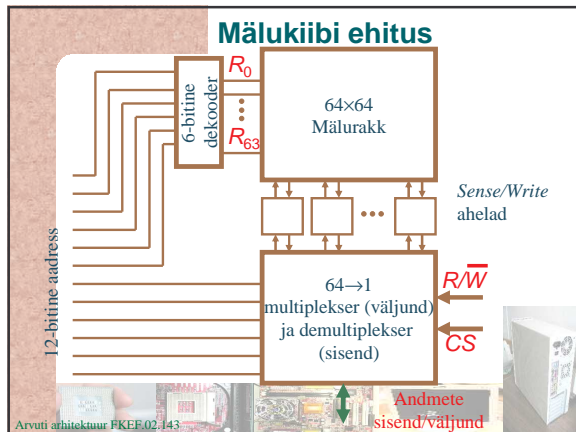 Mälukiibi ehitus
6-bitine
dekooder
R0
R63
64×64
Mälurakk
Sense/Write
ahelad
12-bitine aadress
64→1
multiplekser (väljund)
ja demultiplekser
(sisend)
R/W̅
CS
Andmete
sisend/väljund
Arvuti arhitektuur FKEF.02.143